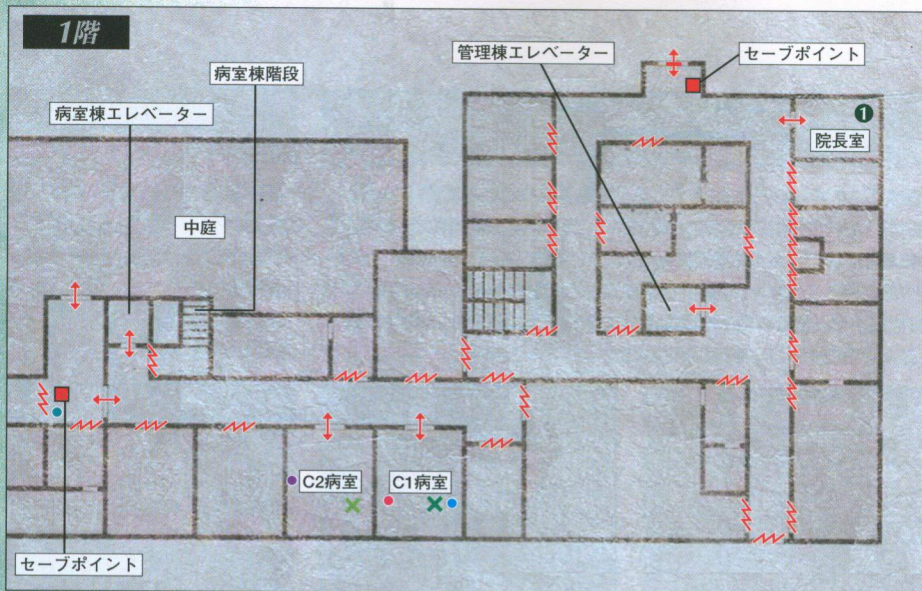 1階
管理棟エレベーター
セーブポイント
病室棟階段
病室棟エレベーター
1
院長室
中庭
C2病室
C1病室
セーブポイント